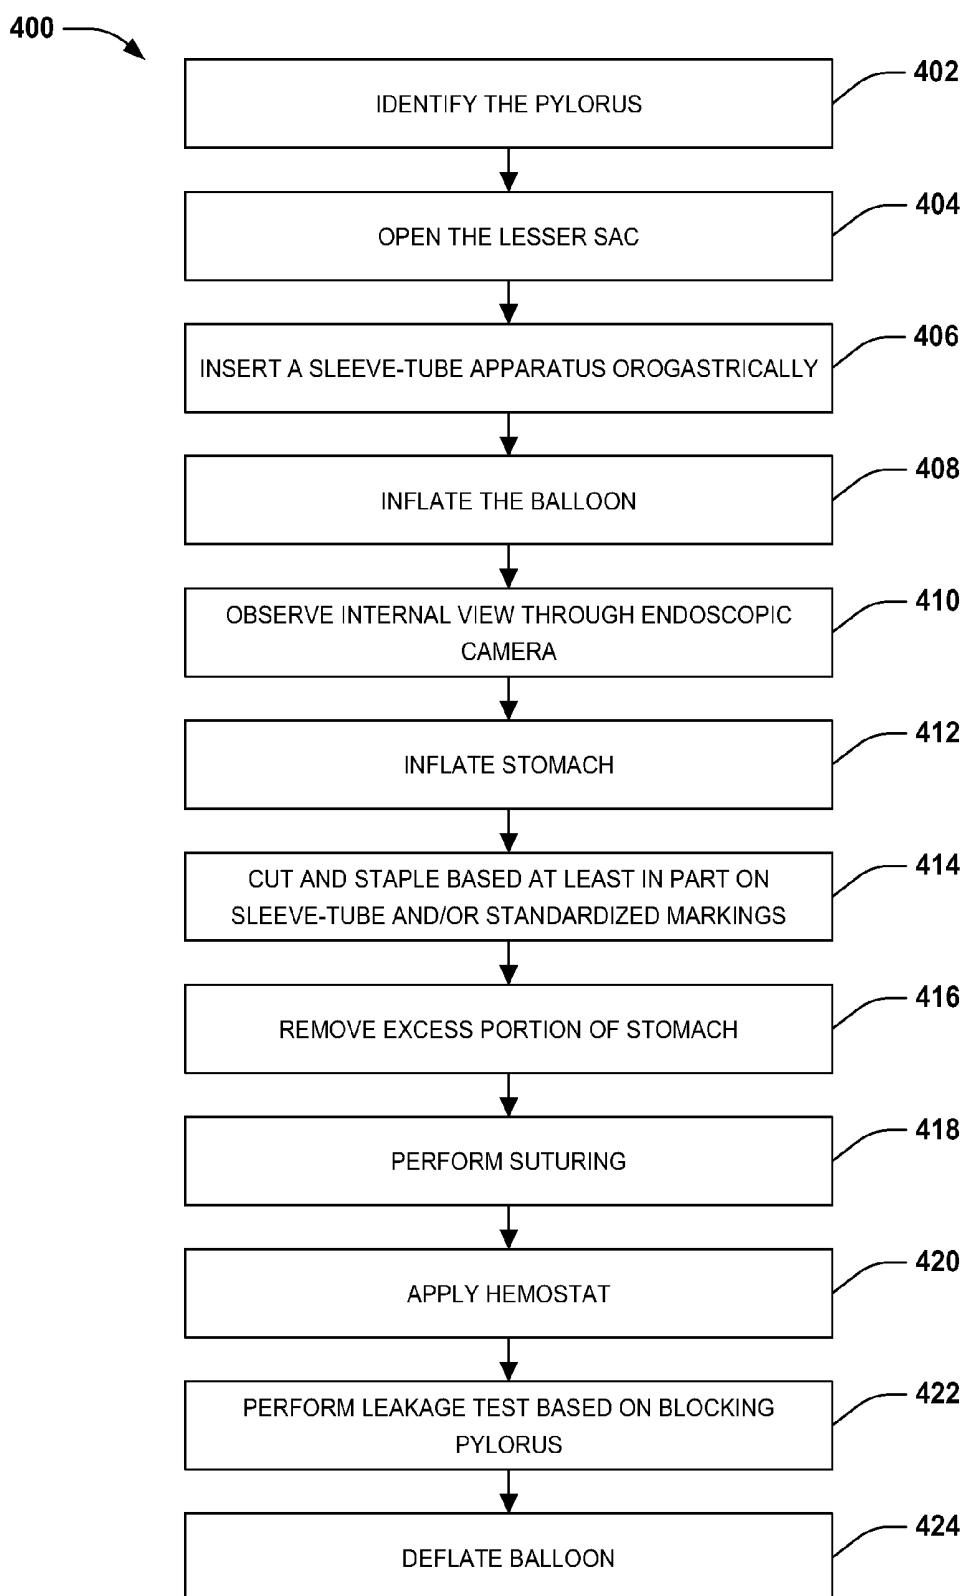 400
402
IDENTIFY THE PYLORUS
404
OPEN THE LESSER SAC
406
INSERT A SLEEVE-TUBE APPARATUS OROGASTRICALLY
408
INFLATE THE BALLOON
410
OBSERVE INTERNAL VIEW THROUGH ENDOSCOPIC
CAMERA
412
INFLATE STOMACH
414
CUT AND STAPLE BASED AT LEAST IN PART ON
SLEEVE-TUBE AND/OR STANDARDIZED MARKINGS
416
REMOVE EXCESS PORTION OF STOMACH
418
PERFORM SUTURING
420
APPLY HEMOSTAT
422
PERFORM LEAKAGE TEST BASED ON BLOCKING
PYLORUS
424
DEFLATE BALLOON